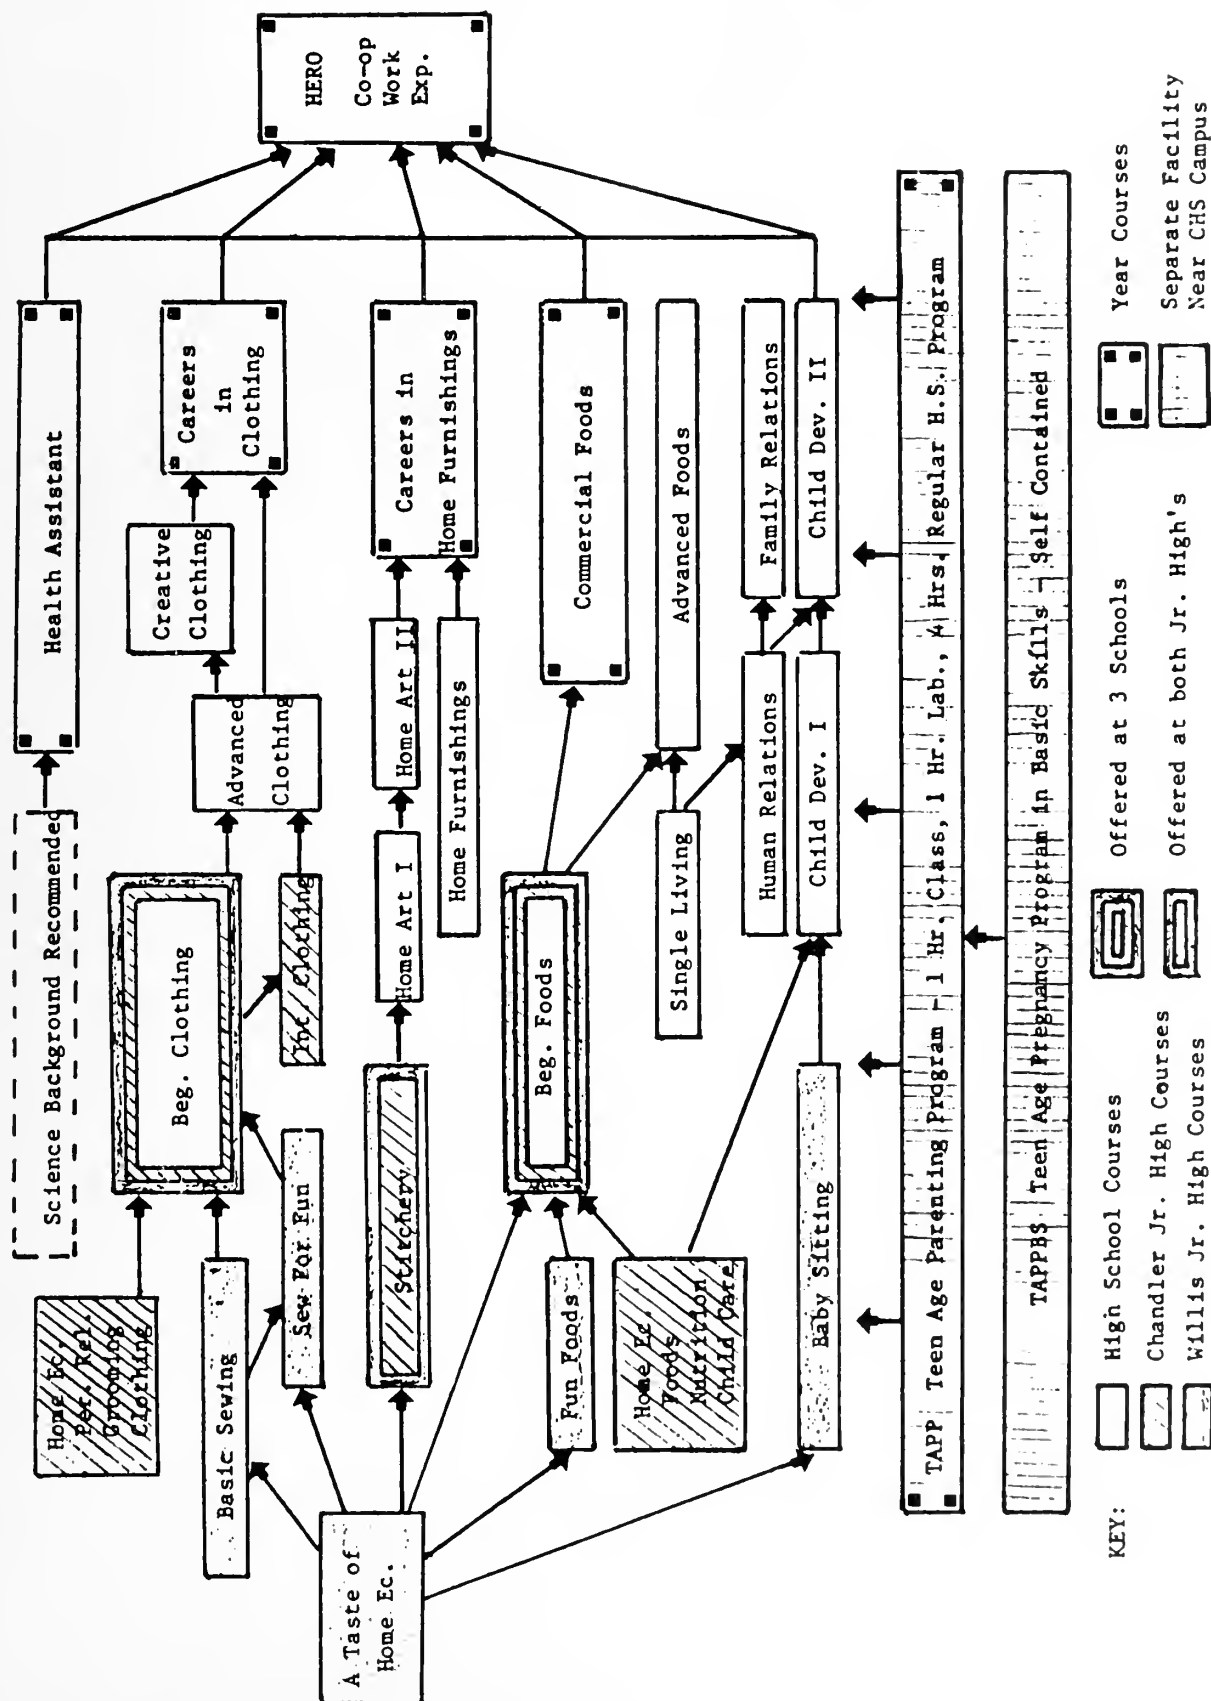 HERO
Co-op
Work
Exp.
Health Assistant
Science Background Recommended
Careers
in
Clothing
Creative
Clothing
Advanced
Clothing
Beg. Clothing
Int. Clothing
Home Ec.
Per. Rel.
Grooming
Clothing
Basic Sewing
Sew For Fun
Careers in
Home Furnishings
Home Art II
Home Furnishings
Home Art I
Stitchery
A Taste of
Home Ec.
Commercial Foods
Advanced Foods
Beg. Foods
Single Living
Fun Foods
Home Ec.
Foods
Nutrition
Child Care
Family Relations
Child Dev. II
Human Relations
Child Dev. I
Baby Sitting
TAPP Teen Age Parenting Program - 1 Hr. Class, 1 Hr. Lab., 4 Hrs. Regular H.S. Program
TAPPBS Teen Age Pregnancy Program in Basic Skills - Self Contained
KEY:
High School Courses
Chandler Jr. High Courses
Willis Jr. High Courses
Offered at 3 Schools
Offered at both Jr. High's
Year Courses
Separate Facility
Near CHS Campus